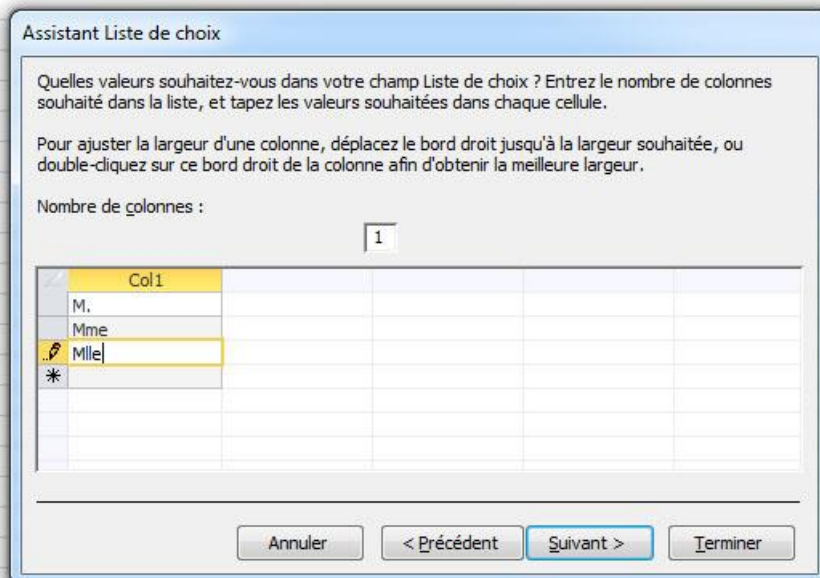 Assistant Liste de choix
Quelles valeurs souhaitez-vous dans votre champ Liste de choix ? Entrez le nombre de colonnes
souhaité dans la liste, et tapez les valeurs souhaitées dans chaque cellule.
Pour ajuster la largeur d'une colonne, déplacez le bord droit jusqu'à la largeur souhaitée, ou
double-cliquez sur ce bord droit de la colonne afin d'obtenir la meilleure largeur.
Nombre de colonnes :
1
Col1
M.
Mme
Mlle
Annuler
< Précédent
Suivant >
Terminer